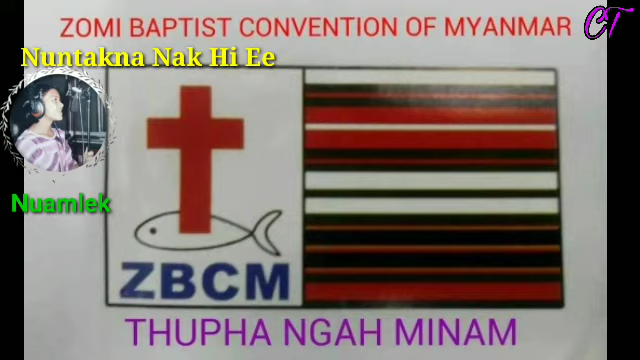 ZOMI BAPTIST CONVENTION OF MYANMAR
CT
Nuntakna Nak Hi Ee
Nuamlek
ZBCM
THUPHA NGAH MINAM